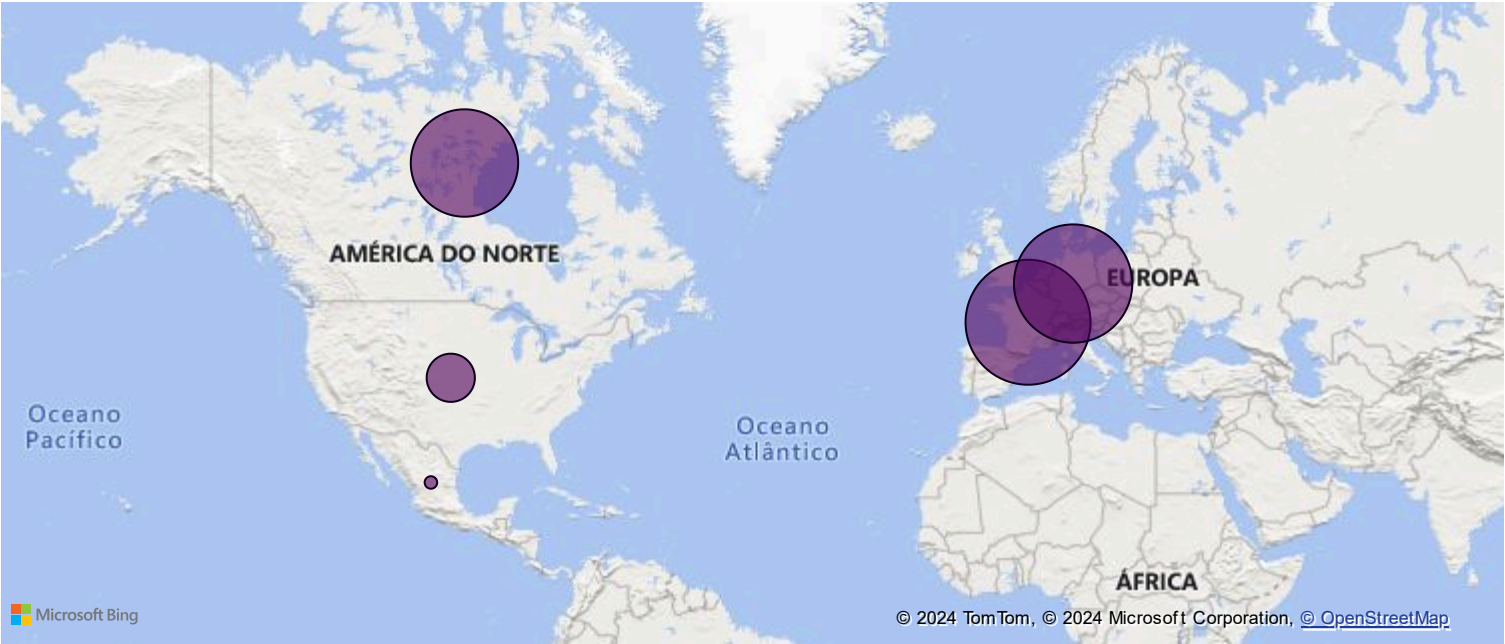 AMÉRICA DO NORTE
EUROPA
Oceano
Pacífico
Oceano
Atlântico
ÁFRICA
Microsoft Bing
© 2024 TomTom, © 2024 Microsoft Corporation, © OpenStreetMap